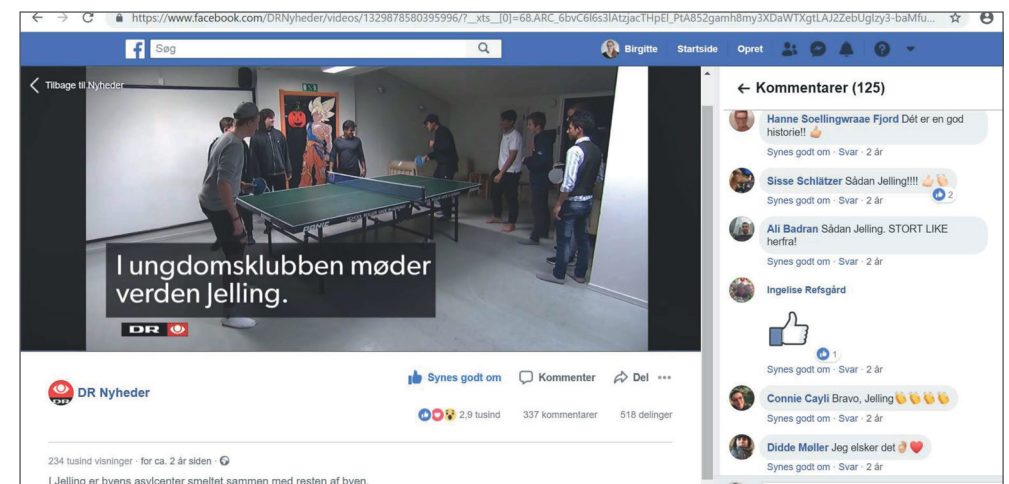 https://www.facebook.com/DRNyheder/videos/1329878580395996/?_xts_[0]=68.ARC_
Søg
Birgitte
Startside
Opret
Tilbage til Nyheder
I ungdomsklubben møder
verden Jelling.
DR
DONIC
DR Nyheder
Synes godt om
Kommenter
Del
2,9 tusind
337 kommentarer
518 delinger
234 tusind visninger · for ca. 2 år siden ·
I Jelling er byens asylcenter smeltet sammen med resten af byen.
← Kommentarer (125)
Hanne Soellingwraae Fjord Dét er en god
historie!! 👍
Synes godt om · Svar · 2 år
Sisse Schlätzer Sådan Jelling!!!!
2
Synes godt om · Svar · 2 år
Ali Badran Sådan Jelling. STORT LIKE
herfra!
Synes godt om · Svar · 2 år
Ingelise Refsgård
1
Synes godt om · Svar · 2 år
Connie Cayli Bravo, Jelling
Synes godt om · Svar · 2 år
Didde Møller Jeg elsker det
Synes godt om · Svar · 2 år